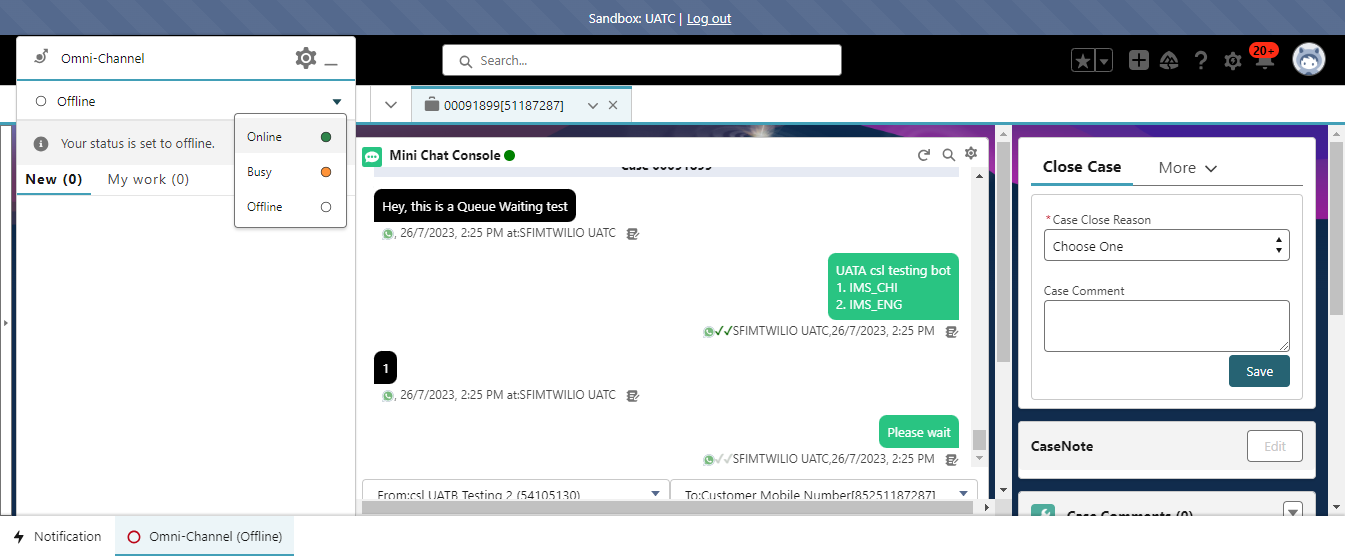 Sandbox: UATC | Log out
Omni-Channel
Search...
20+
Offline
00091899[51187287]
Your status is set to offline.
Online
Busy
Offline
New (0)
My work (0)
Mini Chat Console
Case 00091899
Hey, this is a Queue Waiting test
, 26/7/2023, 2:25 PM at:SFIMTWILIO UATC
UATA csl testing bot
1. IMS_CHI
2. IMS_ENG
SFIMTWILIO UATC,26/7/2023, 2:25 PM
1
, 26/7/2023, 2:25 PM at:SFIMTWILIO UATC
Please wait
SFIMTWILIO UATC,26/7/2023, 2:25 PM
From:csl UATB Testing 2 (54105130)
To:Customer Mobile Number[85251187287]
Close Case
More
*Case Close Reason
Choose One
Case Comment
Save
CaseNote
Edit
Case Comments (0)
Notification
Omni-Channel (Offline)